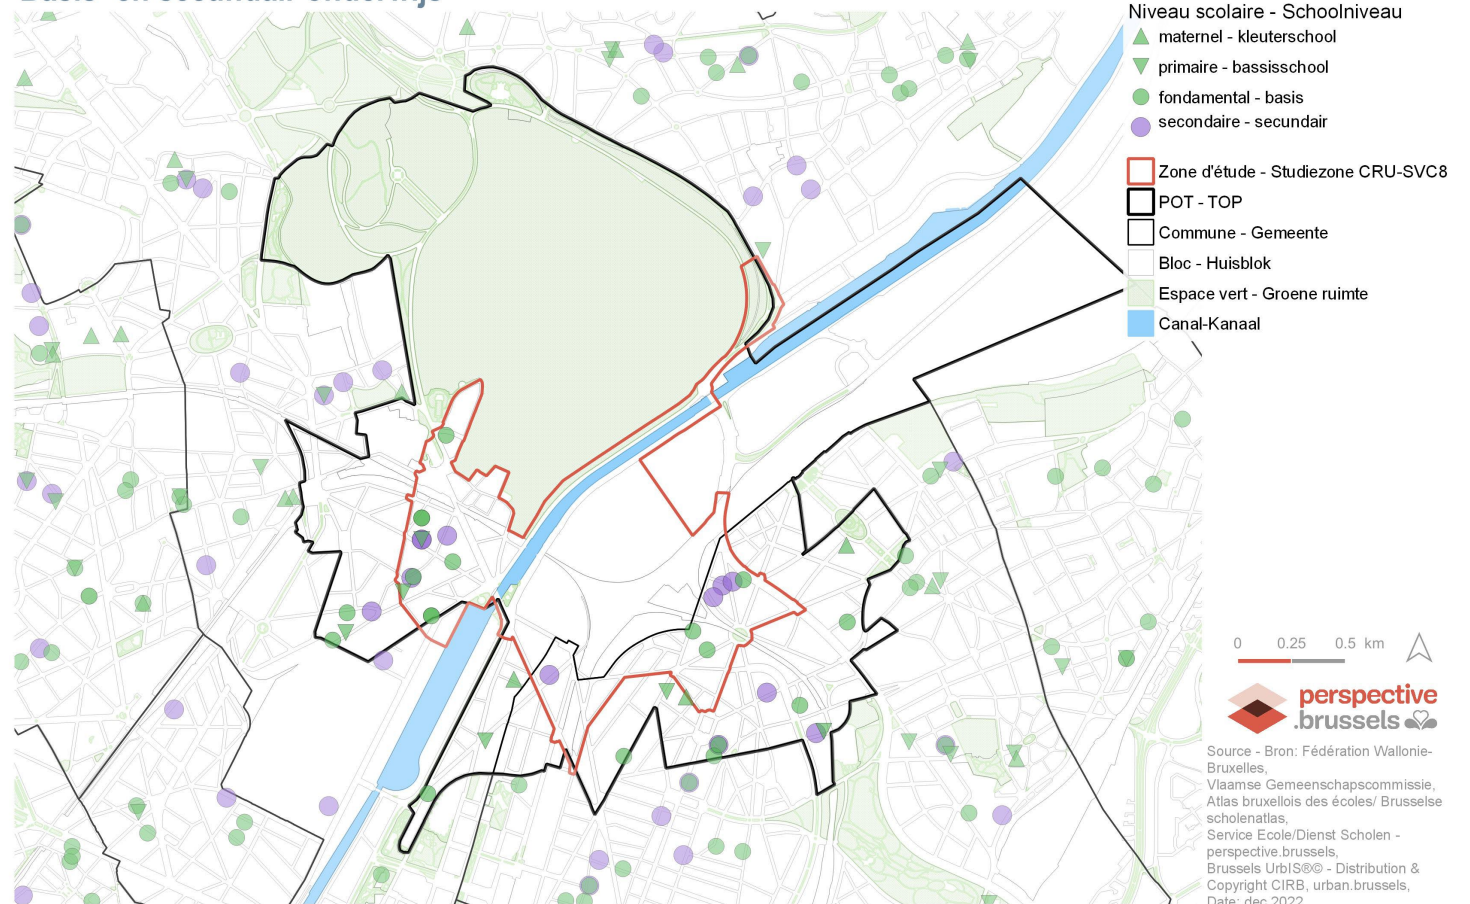 Niveau scolaire - Schoolniveau
maternel - kleuterschool
primaire - bassisschool
fondamental - basis
secondaire - secundair
Zone d'étude - Studiezone CRU-SVC8
POT - TOP
Commune - Gemeente
Bloc - Huisblok
Espace vert - Groene ruimte
Canal-Kanaal
0 0.25 0.5 km
perspective
.brussels
Source - Bron: Fédération Wallonie-
Bruxelles,
Vlaamse Gemeenschapscommissie,
Atlas bruxellois des écoles/ Brusselse
scholenatlas,
Service Ecole/Dienst Scholen -
perspective.brussels,
Brussels UrbIS®© - Distribution &
Copyright CIRB, urban.brussels,
Date: dec 2022